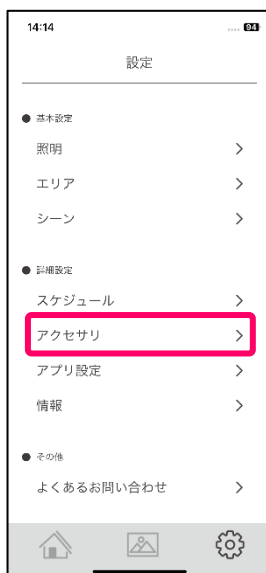 14:14
94
設定
● 基本設定
照明
エリア
シーン
● 詳細設定
スケジュール
アクセサリ
アプリ設定
情報
● その他
よくあるお問い合わせ